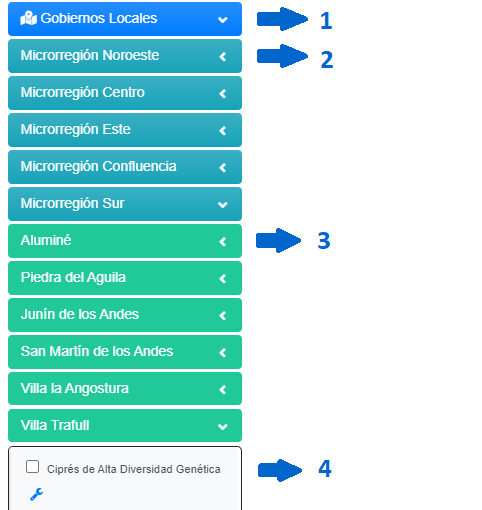 Gobiernos Locales 1
Microrregión Noroeste 2
Microrregión Centro
Microrregión Este
Microrregión Confluencia
Microrregión Sur
Aluminé 3
Piedra del Aguila
Junín de los Andes
San Martín de los Andes
Villa la Angostura
Villa Trafull
Ciprés de Alta Diversidad Genética 4